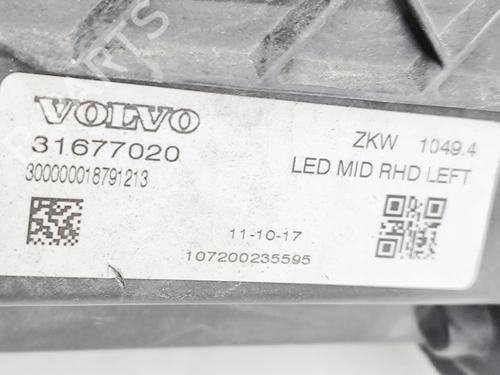 VOLVO
31677020
300000018791213
ZKW 1049.4
LED MID RHD LEFT
11-10-17
107200235595